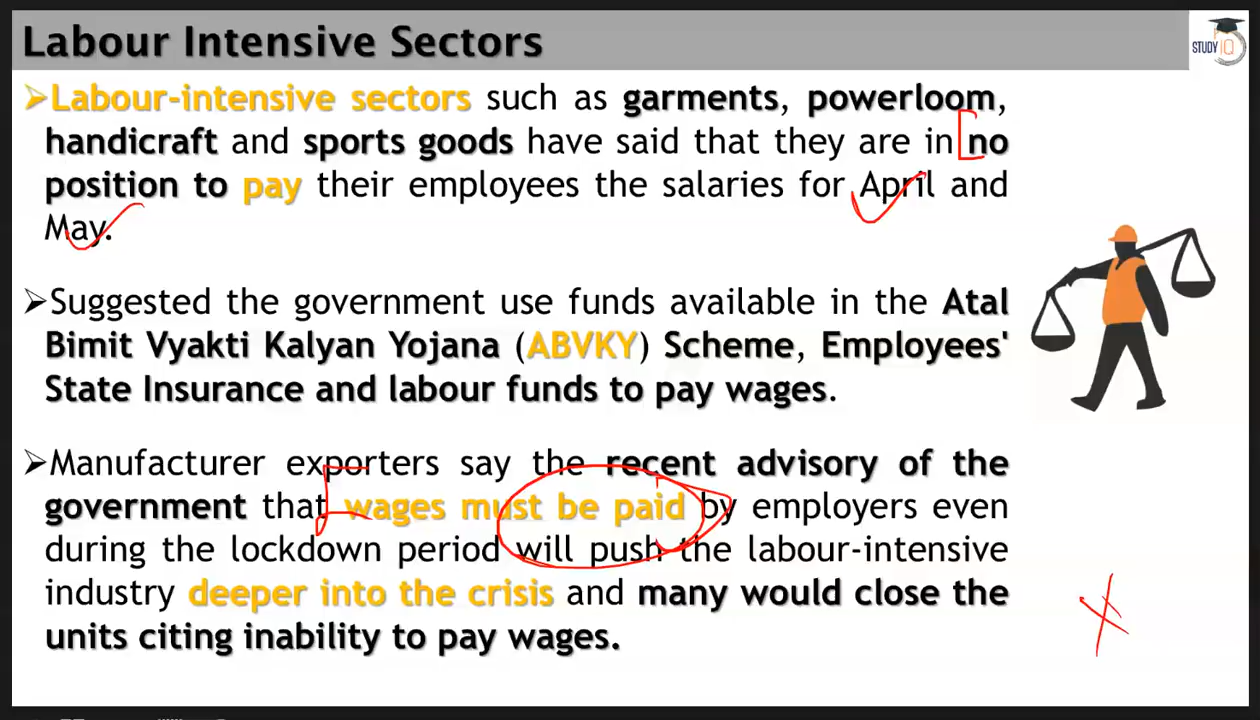 Labour Intensive Sectors
STUDY IQ
➢Labour-intensive sectors such as garments, powerloom,
handicraft and sports goods have said that they are in no
position to pay their employees the salaries for April and
May.
➢Suggested the government use funds available in the Atal
Bimit Vyakti Kalyan Yojana (ABVKY) Scheme, Employees'
State Insurance and labour funds to pay wages.
➢Manufacturer exporters say the recent advisory of the
government that wages must be paid by employers even
during the lockdown period will push the labour-intensive
industry deeper into the crisis and many would close the
units citing inability to pay wages.